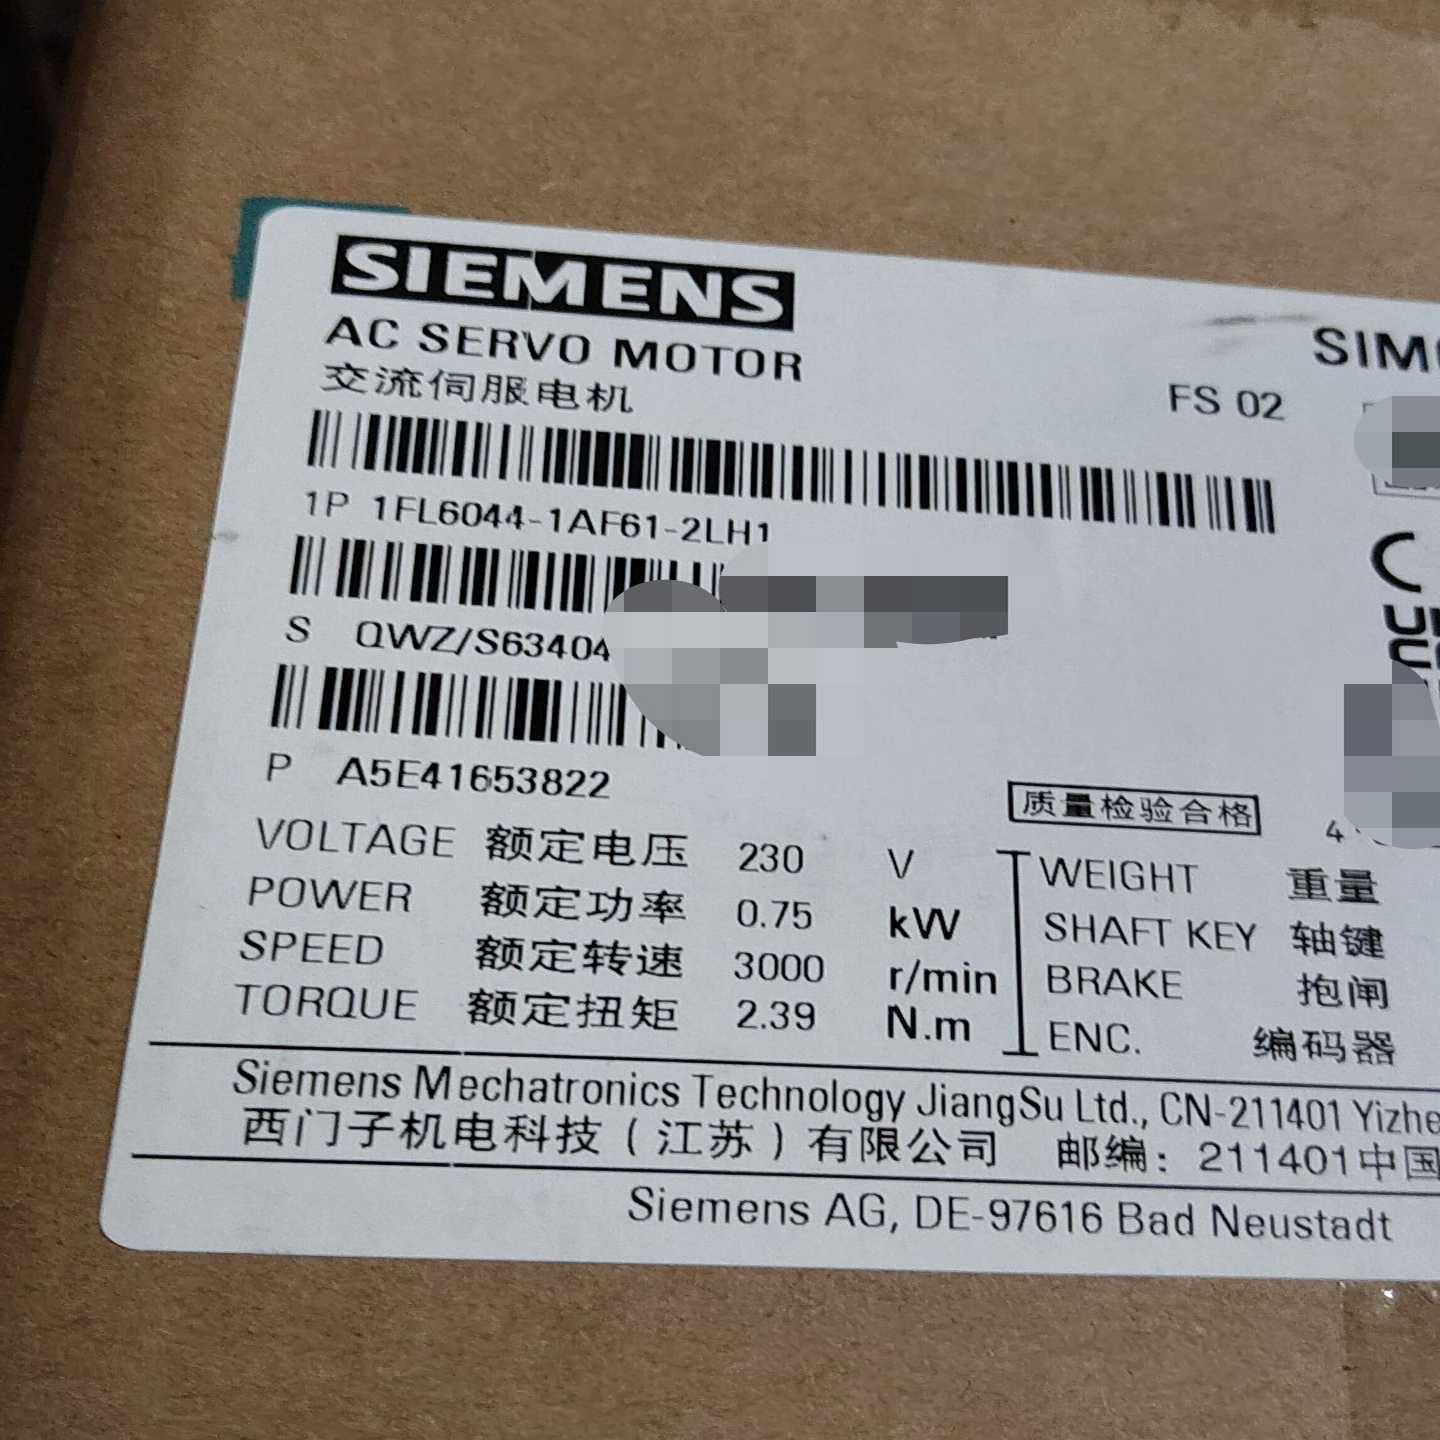 SIEMENS
AC SERVO MOTOR
交流伺服电机
FS 02
1P 1FL6044-1AF61-2LH1
S QWZ/S63404
P A5E41653822
质量检验合格
VOLTAGE 额定电压 230 V
POWER 额定功率 0.75 kW
SPEED 额定转速 3000 r/min
TORQUE 额定扭矩 2.39 N.m
WEIGHT 重量
SHAFT KEY 轴键
BRAKE 抱闸
ENC. 编码器
Siemens Mechatronics Technology JiangSu Ltd., CN-211401
西门子机电科技（江苏）有限公司 邮编：211401中国
Siemens AG, DE-97616 Bad Neustadt